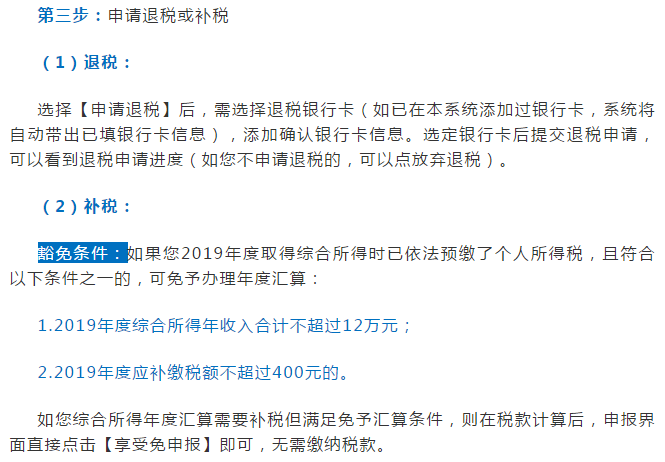 第三步：申请退税或补税
（1）退税：
选择【申请退税】后，需选择退税银行卡（如已在本系统添加过银行卡，系统将
自动带出已填银行卡信息），添加确认银行卡信息。选定银行卡后提交退税申请，
可以看到退税申请进度（如您不申请退税的，可以点放弃退税）。
（2）补税：
豁免条件：如果您2019年度取得综合所得时已依法预缴了个人所得税，且符合
以下条件之一的，可免予办理年度汇算：
1.2019年度综合所得年收入合计不超过12万元；
2.2019年度应补缴税额不超过400元的。
如您综合所得年度汇算需要补税但满足免予汇算条件，则在税款计算后，申报界
面直接点击【享受免申报】即可，无需缴纳税款。